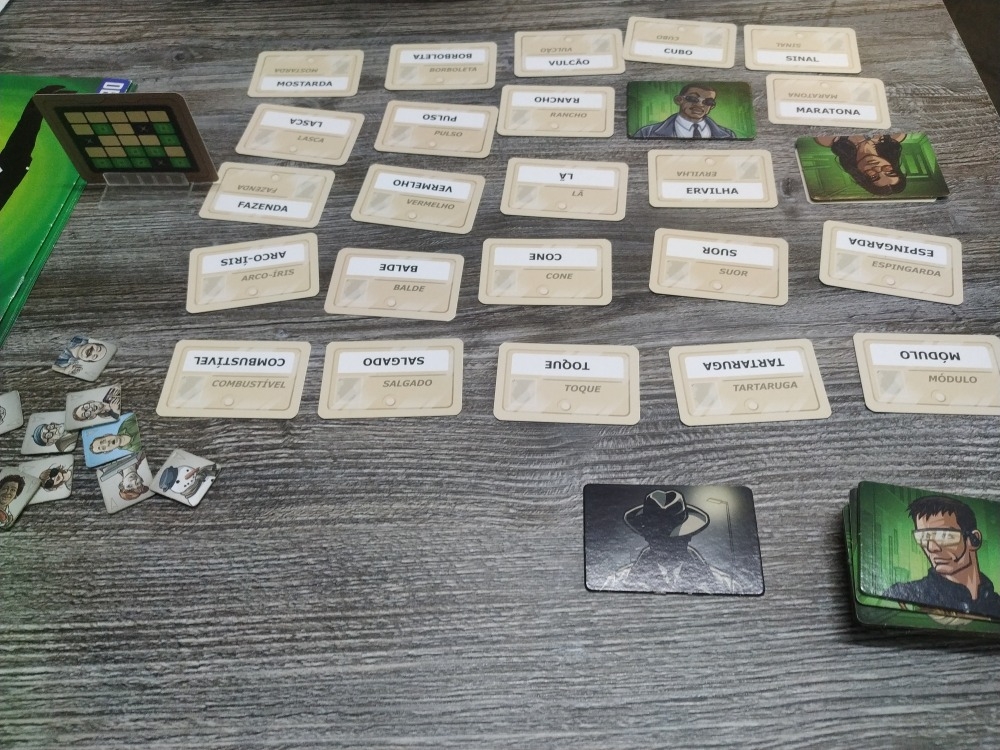 MOSTARDA
MOSTARDA
BORBOLETA
BORBOLETA
VULCÃO
VULCÃO
CUBO
CUBO
SINAL
SINAL
LASCA
LASCA
PULSO
PULSO
RANCHO
RANCHO
MARATONA
MARATONA
FAZENDA
FAZENDA
VERMELHO
VERMELHO
LÃ
LÃ
ERVILHA
ERVILHA
ARCO-ÍRIS
ARCO-ÍRIS
BALDE
BALDE
CONE
CONE
SUOR
SUOR
ESPINGARDA
ESPINGARDA
COMBUSTÍVEL
COMBUSTÍVEL
SALGADO
SALGADO
TOQUE
TOQUE
TARTARUGA
TARTARUGA
MÓDULO
MÓDULO